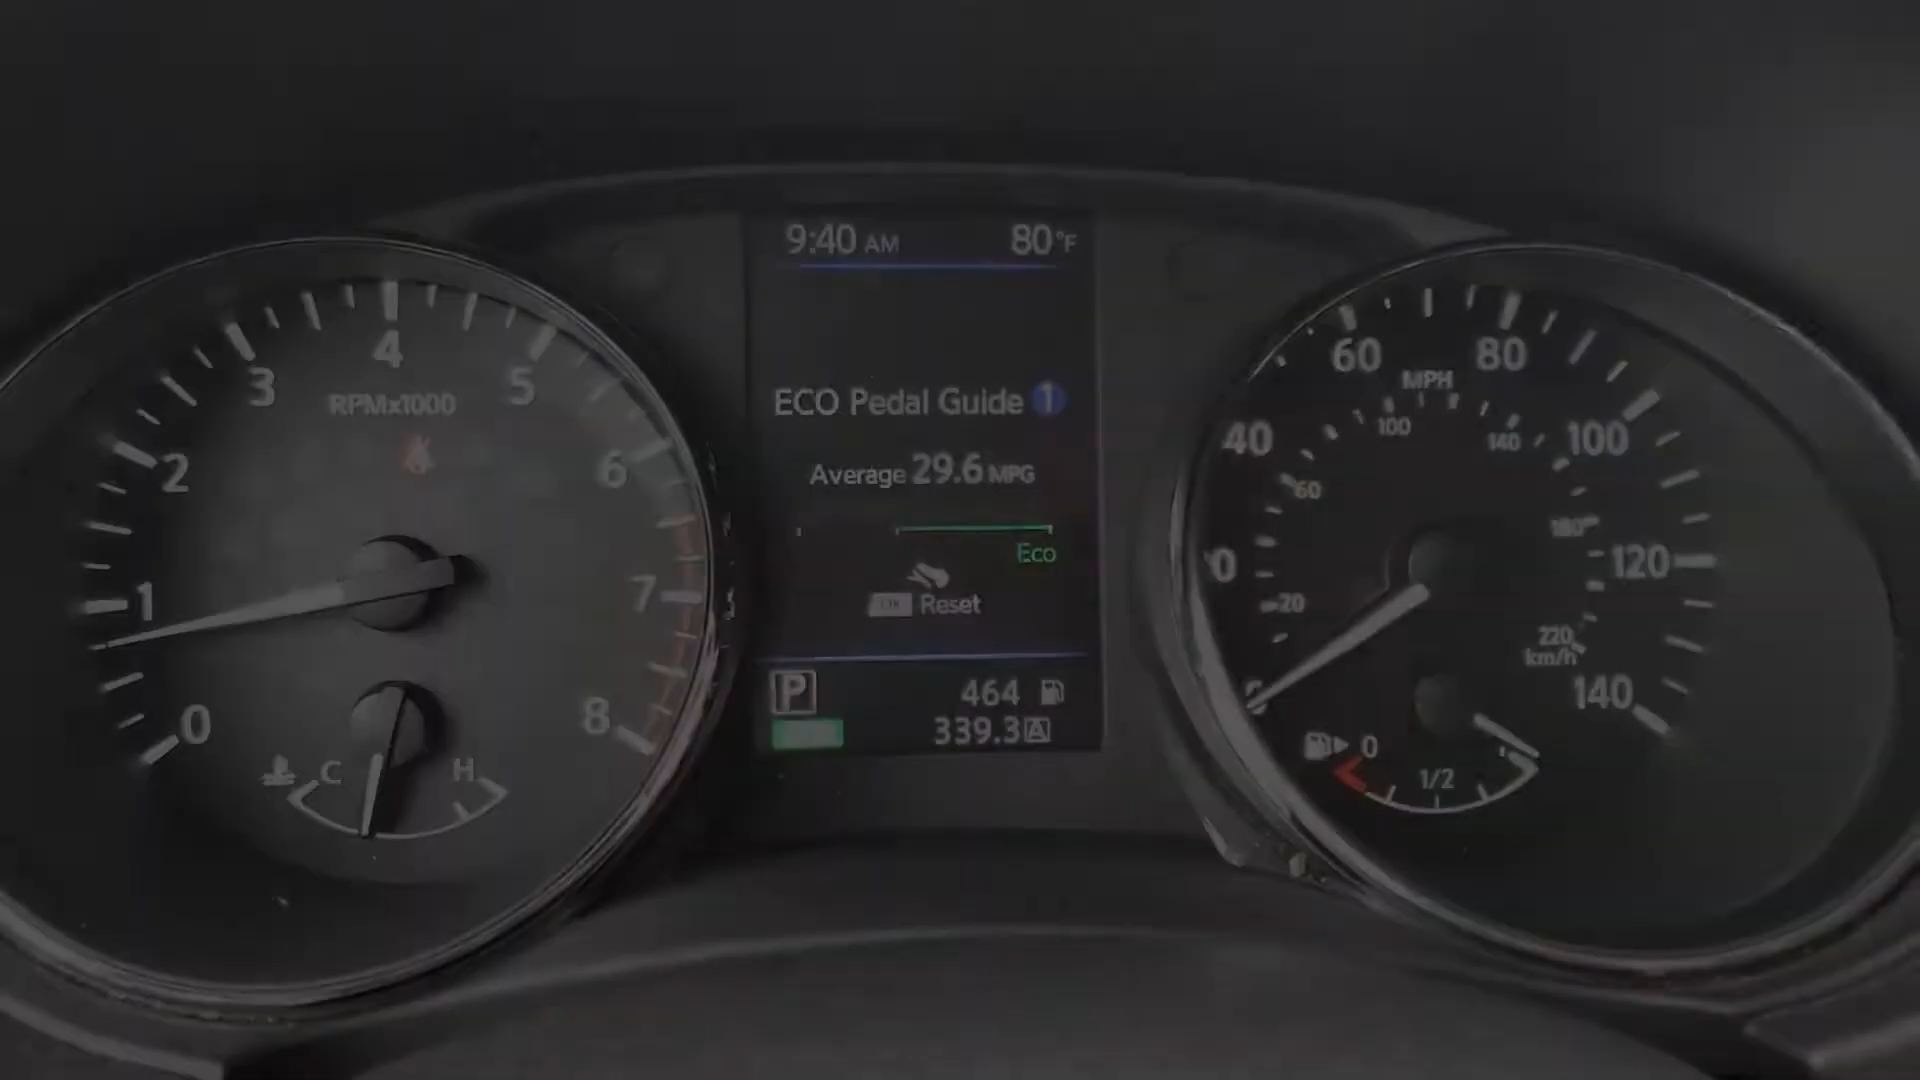 9:40 AM 80°F
ECO Pedal Guide 1
Average 29.6 MPG
Eco
Reset
P 464
339.3 A
0 1 2 3 4 5 6 7 8
RPMx1000
C H
40 60 80 100 120 140
MPH
20 60 100 140 180 220
km/h
0 1/2